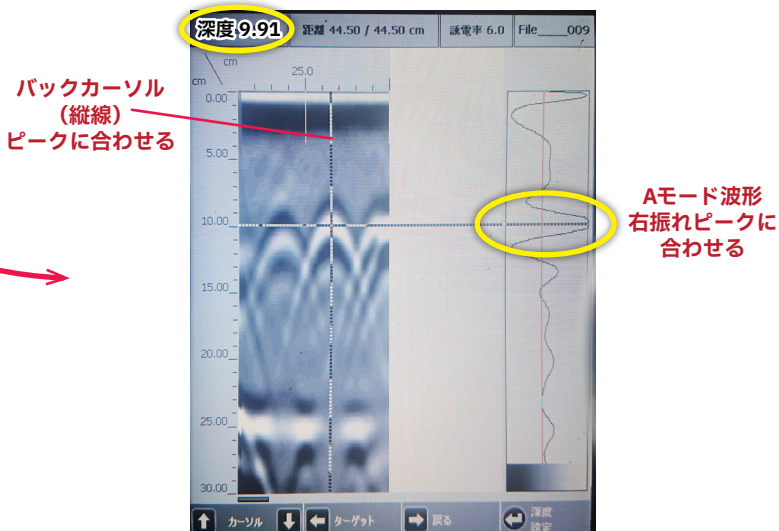 深度 9.91
距離 44.50 / 44.50 cm
誘電率 6.0
File____009
cm
cm
25.0
0.00
5.00
10.00
15.00
20.00
25.00
30.00
バックカーソル
（縦線）
ピークに合わせる
Aモード波形
右振れピークに
合わせる
カーソル
ターゲット
戻る
深度
設定